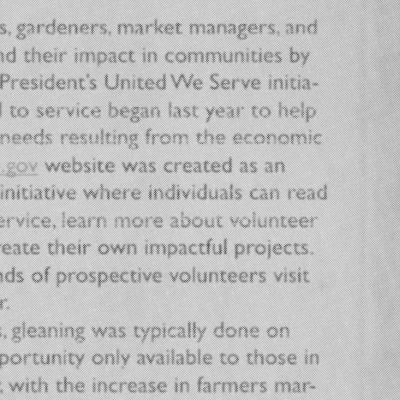 s, gardeners, market managers, and
nd their impact in communities by
President's United We Serve initia-
l to service began last year to help
needs resulting from the economic
.gov website was created as an
initiative where individuals can read
ervice, learn more about volunteer
reate their own impactful projects.
nds of prospective volunteers visit
r.
s, gleaning was typically done on
portunity only available to those in
, with the increase in farmers mar-